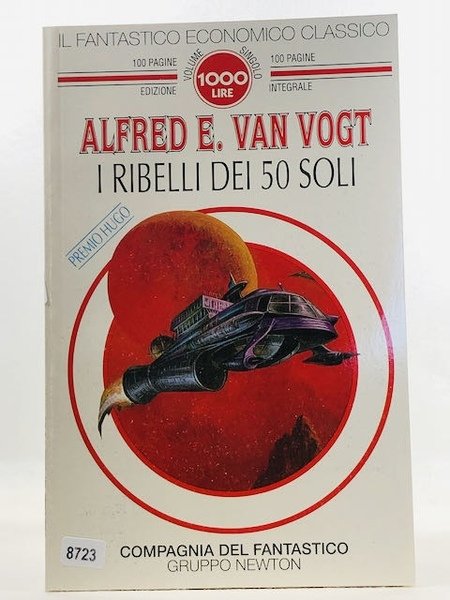 IL FANTASTICO ECONOMICO CLASSICO
100 PAGINE
VOLUME SINGOLO
100 PAGINE
1000
LIRE
EDIZIONE
INTEGRALE
ALFRED E. VAN VOGT
I RIBELLI DEI 50 SOLI
PREMIO HUGO
8723
COMPAGNIA DEL FANTASTICO
GRUPPO NEWTON